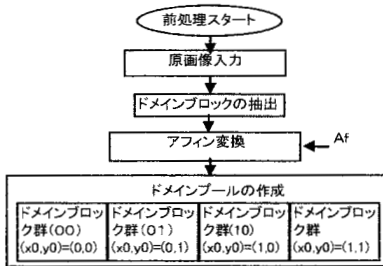 前処理スタート
原画像入力
ドメインブロックの抽出
アフィン変換
Af
ドメインプールの作成
ドメインブロッ
ク群(00)
(x0,y0)=(0,0)
ドメインブロッ
ク群(01)
(x0,y0)=(0,1)
ドメインブロッ
ク群(10)
(x0,y0)=(1,0)
ドメインブロッ
ク群
(x0,y0)=(1,1)